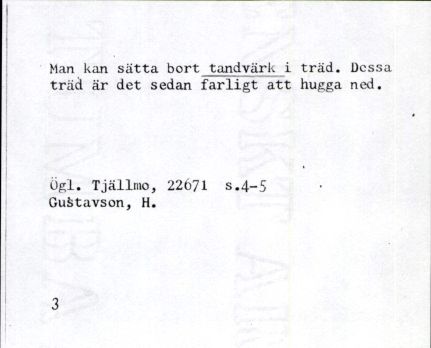 Man kan sätta bort tandvärk i träd. Dessa
träd är det sedan farligt att hugga ned.
Ögl. Tjällmo, 22671 s.4-5
Gustavson, H.
3